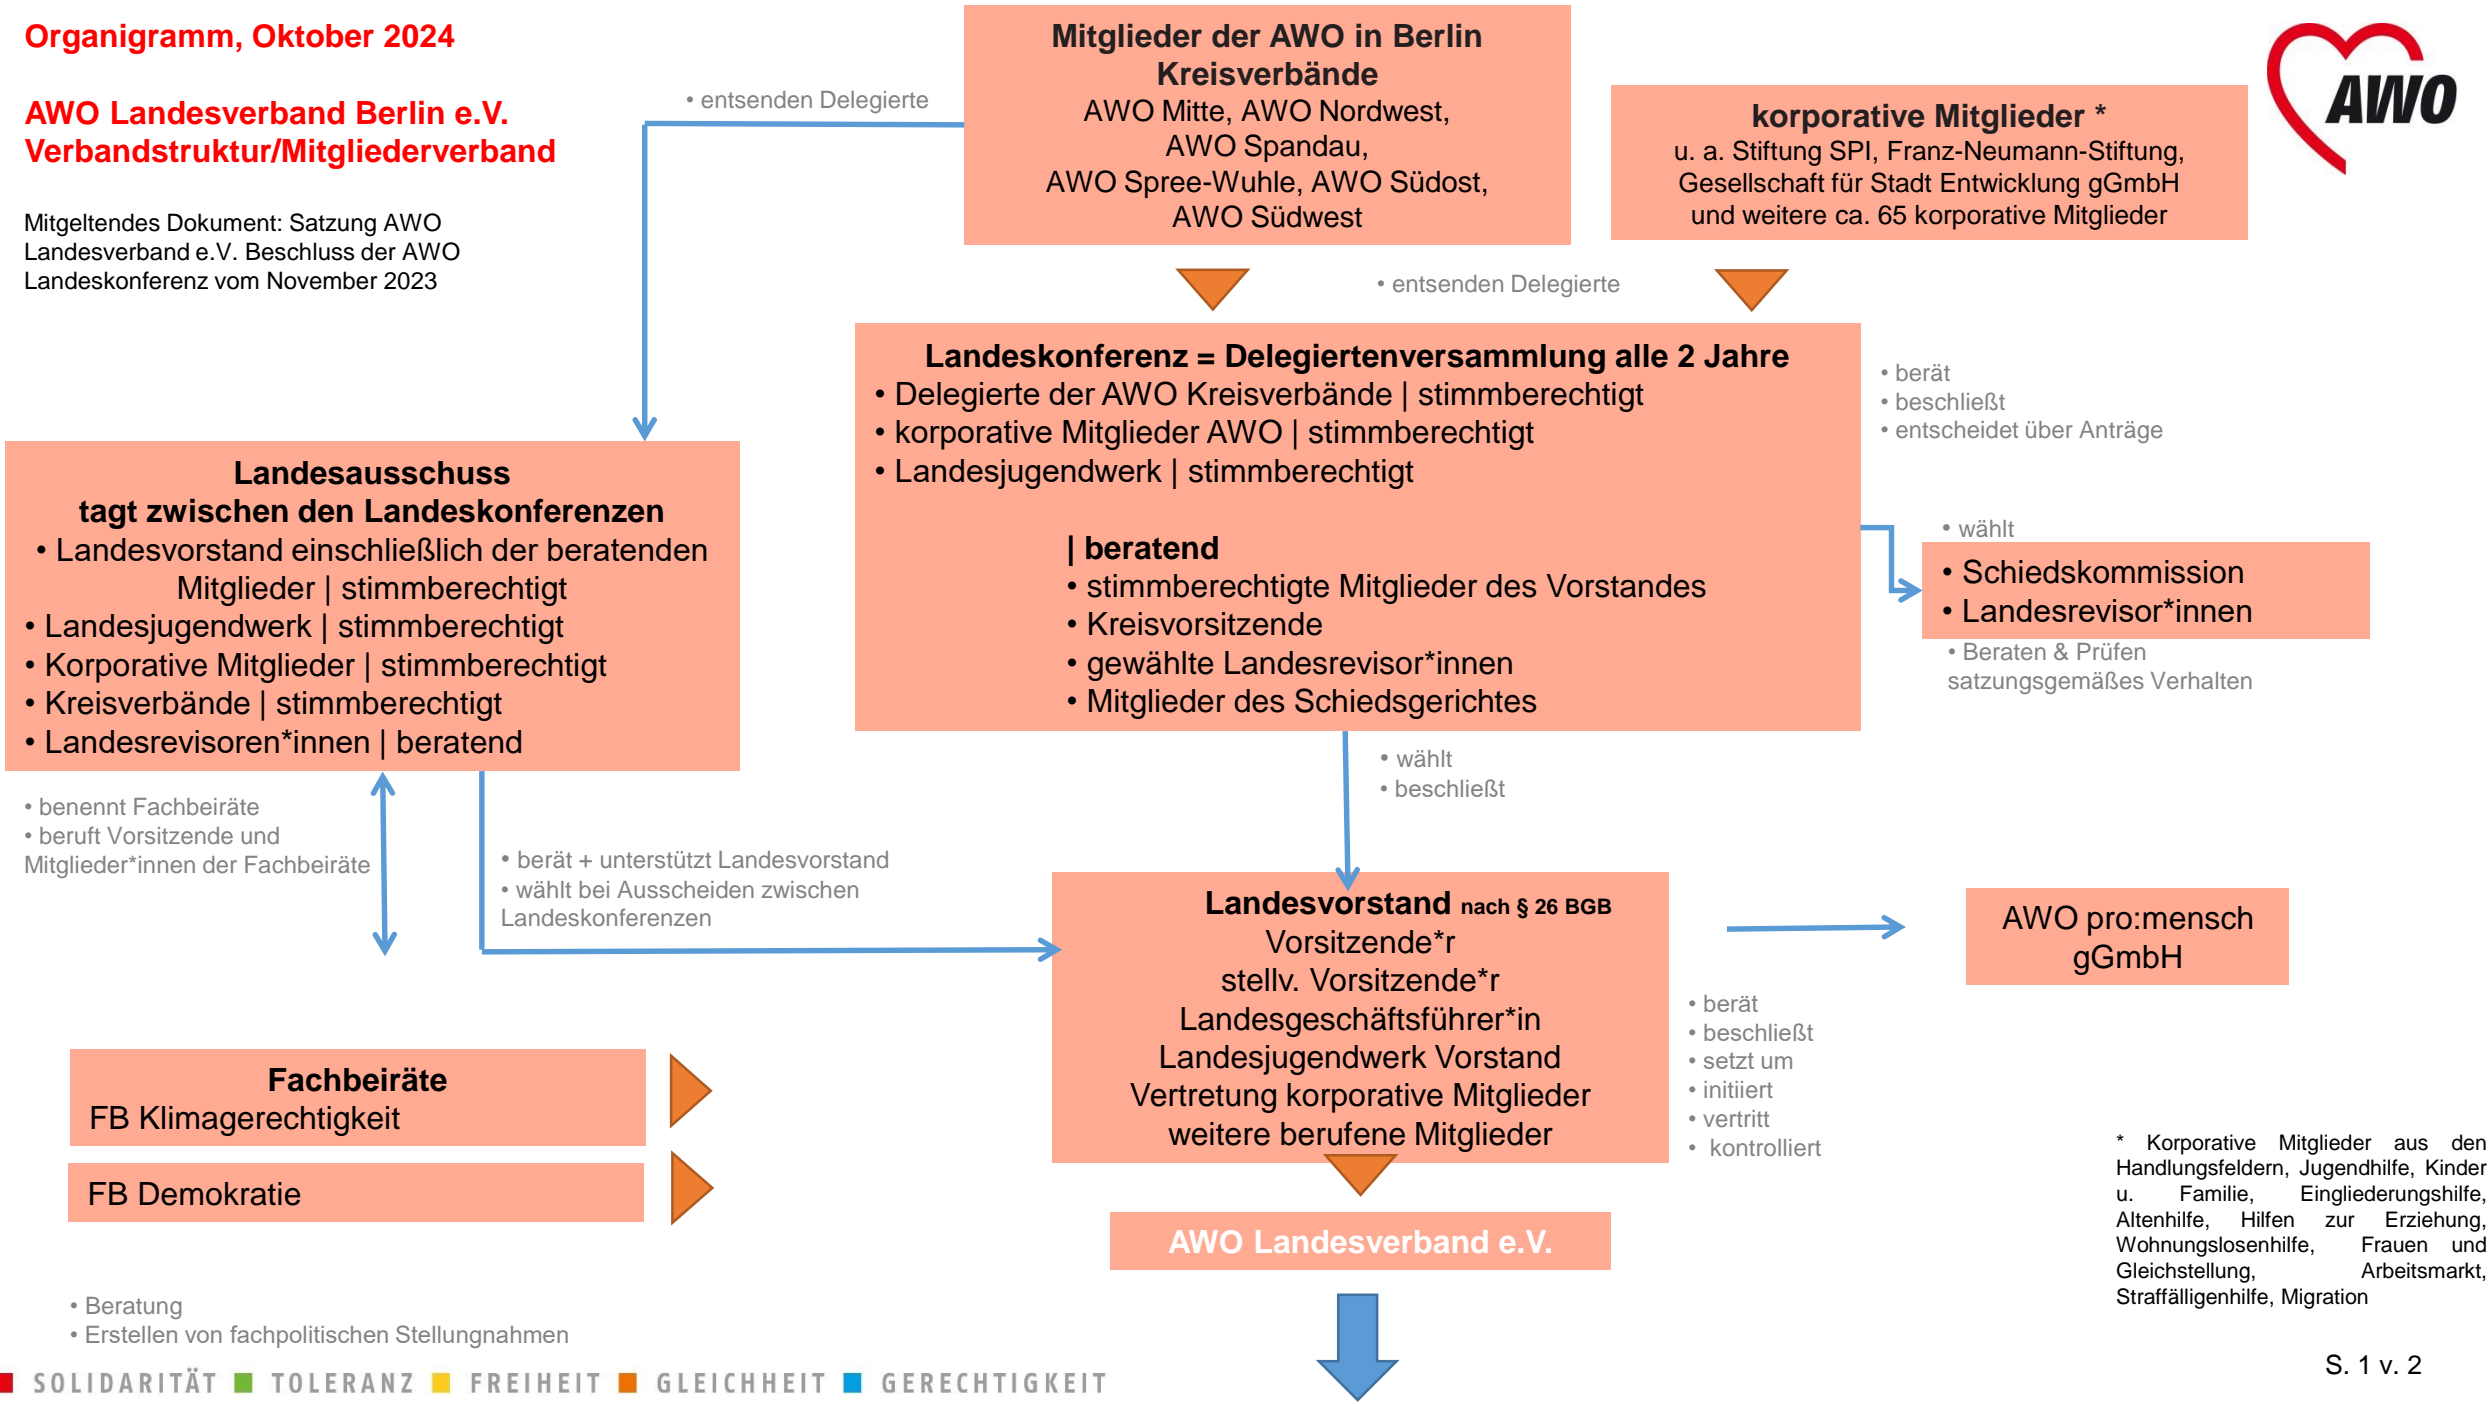 Organigramm, Oktober 2024
AWO Landesverband Berlin e.V.
Verbandstruktur/Mitgliederverband
Mitgeltendes Dokument: Satzung AWO
Landesverband e.V. Beschluss der AWO
Landeskonferenz vom November 2023
Mitglieder der AWO in Berlin
Kreisverbände
AWO Mitte, AWO Nordwest,
AWO Spandau,
AWO Spree-Wuhle, AWO Südost,
AWO Südwest
korporative Mitglieder *
u. a. Stiftung SPI, Franz-Neumann-Stiftung,
Gesellschaft für Stadt Entwicklung gGmbH
und weitere ca. 65 korporative Mitglieder
AWO
• entsenden Delegierte
• entsenden Delegierte
Landeskonferenz = Delegiertenversammlung alle 2 Jahre
• Delegierte der AWO Kreisverbände | stimmberechtigt
• korporative Mitglieder AWO | stimmberechtigt
• Landesjugendwerk | stimmberechtigt
| beratend
• stimmberechtigte Mitglieder des Vorstandes
• Kreisvorsitzende
• gewählte Landesrevisor*innen
• Mitglieder des Schiedsgerichtes
• berät
• beschließt
• entscheidet über Anträge
• wählt
• Schiedskommission
• Landesrevisor*innen
• Beraten & Prüfen
satzungsgemäßes Verhalten
Landesausschuss
tagt zwischen den Landeskonferenzen
• Landesvorstand einschließlich der beratenden
Mitglieder | stimmberechtigt
• Landesjugendwerk | stimmberechtigt
• Korporative Mitglieder | stimmberechtigt
• Kreisverbände | stimmberechtigt
• Landesrevisoren*innen | beratend
• wählt
• beschließt
• benennt Fachbeiräte
• beruft Vorsitzende und
Mitglieder*innen der Fachbeiräte
• berät + unterstützt Landesvorstand
• wählt bei Ausscheiden zwischen
Landeskonferenzen
Landesvorstand nach § 26 BGB
Vorsitzende*r
stellv. Vorsitzende*r
Landesgeschäftsführer*in
Landesjugendwerk Vorstand
Vertretung korporative Mitglieder
weitere berufene Mitglieder
AWO pro:mensch
gGmbH
• berät
• beschließt
• setzt um
• initiiert
• vertritt
• kontrolliert
Fachbeiräte
FB Klimagerechtigkeit
FB Demokratie
AWO Landesverband e.V.
* Korporative Mitglieder aus den
Handlungsfeldern, Jugendhilfe, Kinder
u. Familie, Eingliederungshilfe,
Altenhilfe, Hilfen zur Erziehung,
Wohnungslosenhilfe, Frauen und
Gleichstellung, Arbeitsmarkt,
Straffälligenhilfe, Migration
• Beratung
• Erstellen von fachpolitischen Stellungnahmen
SOLIDARITÄT TOLERANZ FREIHEIT GLEICHHEIT GERECHTIGKEIT
S. 1 v. 2